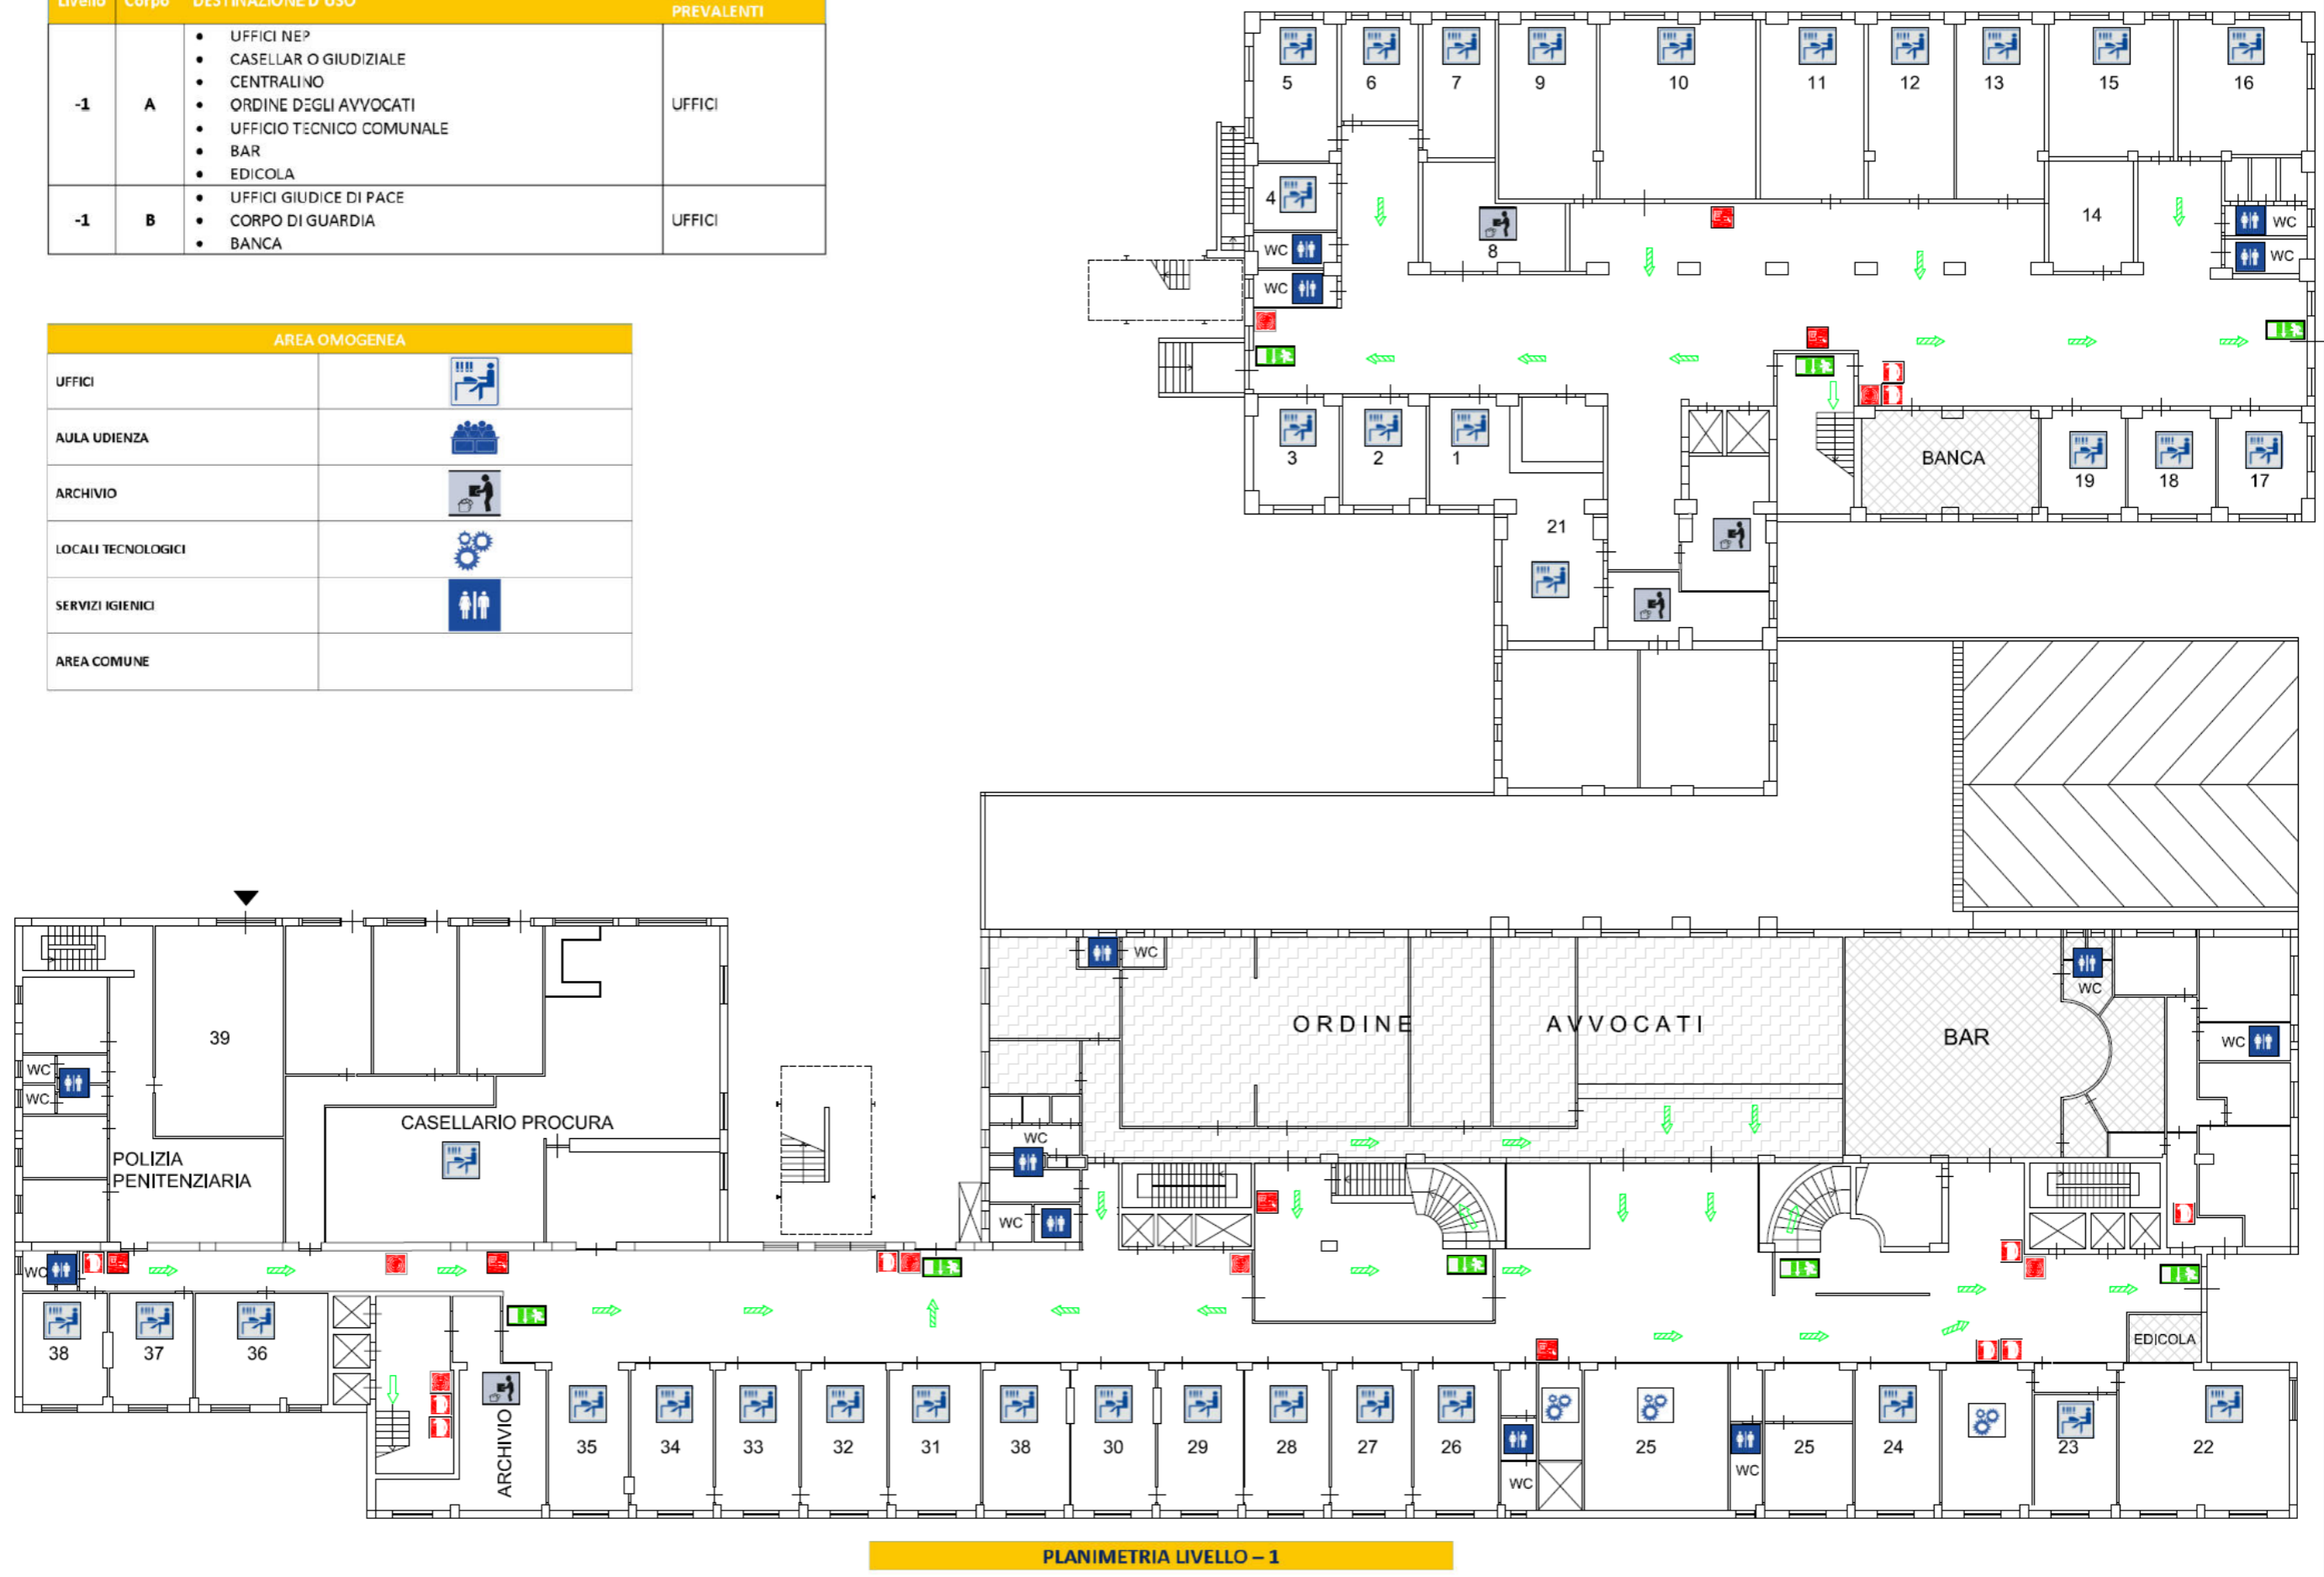 Livello Corpo DESTINAZIONE D'USO PREVALENTI
-1 A
• UFFICI NEP
• CASELLAR O GIUDIZIALE
• CENTRALINO
• ORDINE DEGLI AVVOCATI
• UFFICIO TECNICO COMUNALE
• BAR
• EDICOLA
UFFICI
-1 B
• UFFICI GIUDICE DI PACE
• CORPO DI GUARDIA
• BANCA
UFFICI
AREA OMOGENEA
UFFICI
AULA UDIENZA
ARCHIVIO
LOCALI TECNOLOGICI
SERVIZI IGIENICI
AREA COMUNE
5 6 7 9 10 11 12 13 15 16
4
14
8
WC
WC
WC
WC
3 2 1
BANCA
19 18 17
21
39
WC
WC
CASELLARIO PROCURA
POLIZIA
PENITENZIARIA
WC
ORDINE AVVOCATI
BAR
WC
WC
WC
WC
WC
EDICOLA
38 37 36
ARCHIVIO
35 34 33 32 31 38 30 29 28 27 26
WC
25
WC
25 24 23 22
PLANIMETRIA LIVELLO – 1